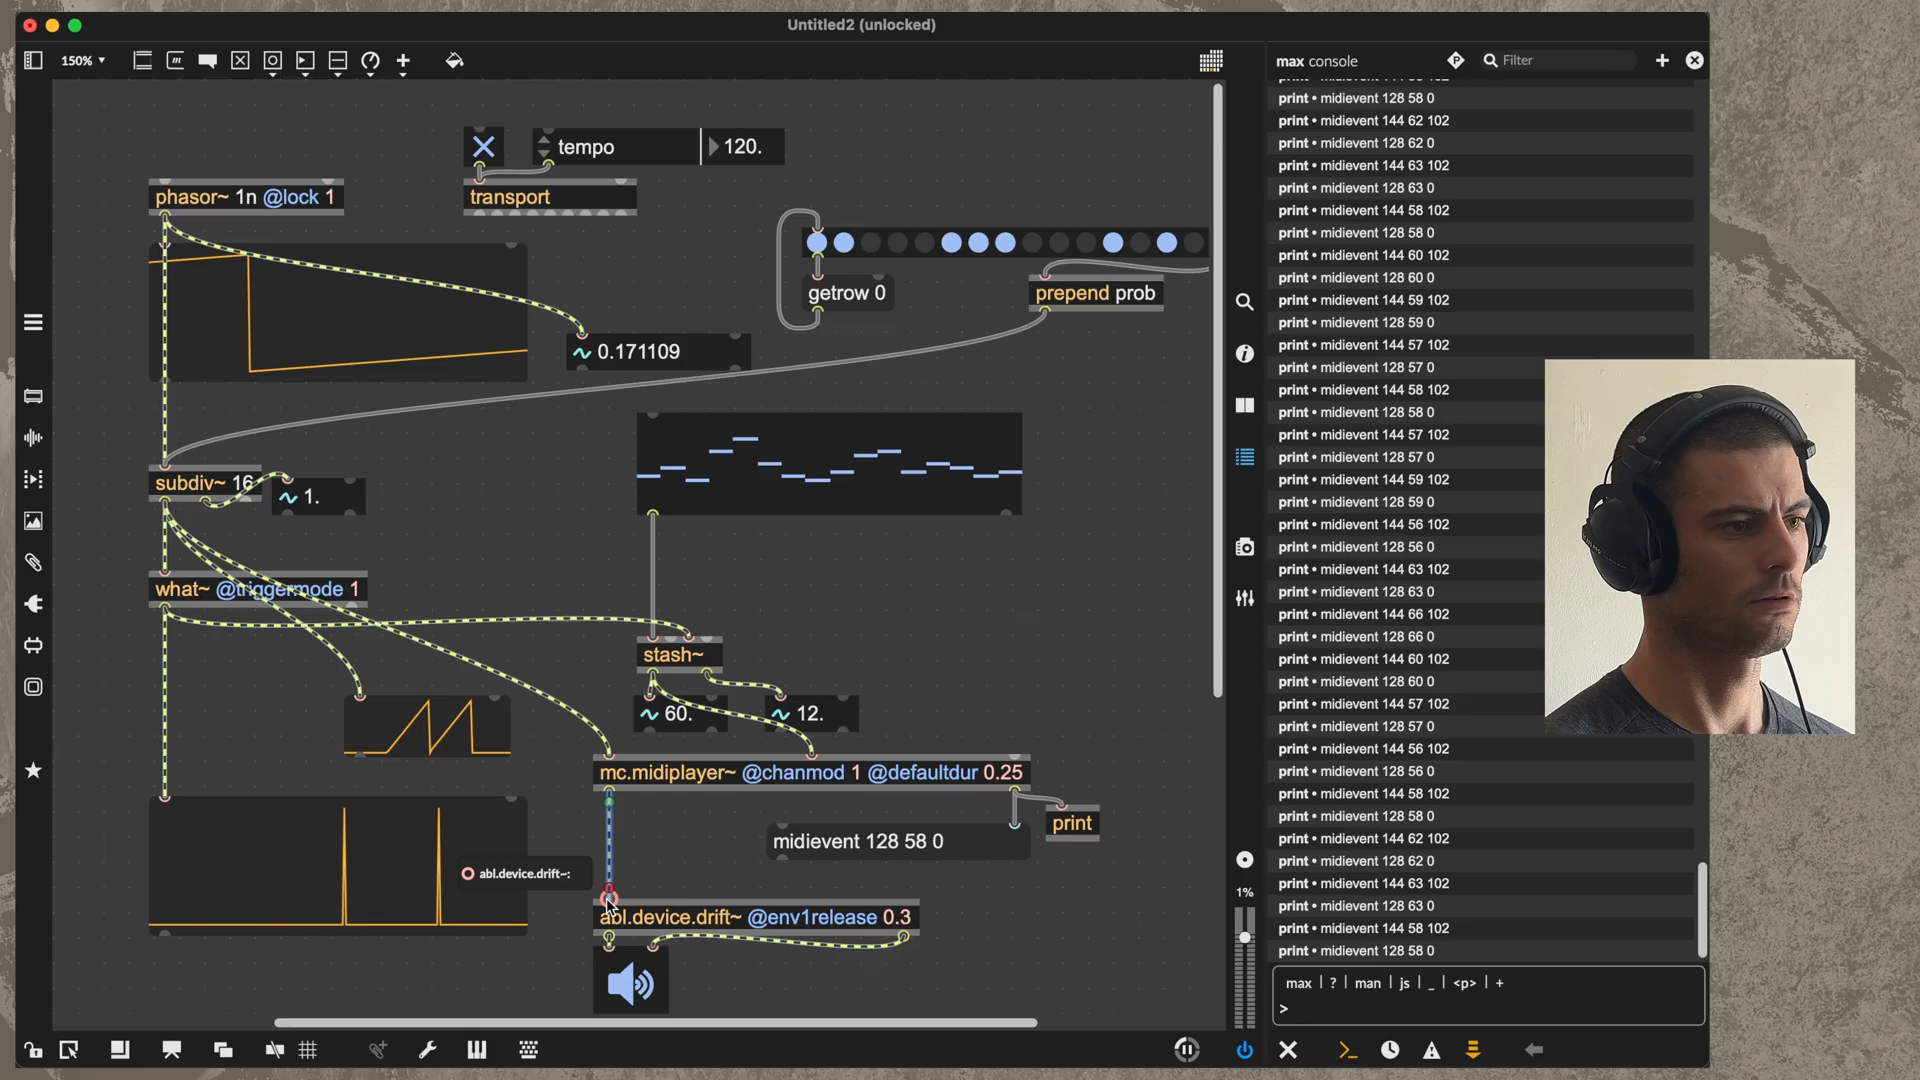 Untitled2 (unlocked)
150%
max console
Filter
tempo
120.
phasor~ 1n @lock 1
transport
getrow 0
prepend prob
0.171109
subdiv~ 16
1.
what~ @triggermode 1
stash~
60.
12.
mc.midiplayer~ @chanmod 1 @defaultdur 0.25
print
midievent 128 58 0
abl.device.drift~:
abl.device.drift~ @env1release 0.3
1%
print • midievent 128 58 0
print • midievent 144 62 102
print • midievent 128 62 0
print • midievent 144 63 102
print • midievent 128 63 0
print • midievent 144 58 102
print • midievent 128 58 0
print • midievent 144 60 102
print • midievent 128 60 0
print • midievent 144 59 102
print • midievent 128 59 0
print • midievent 144 57 102
print • midievent 128 57 0
print • midievent 144 58 102
print • midievent 128 58 0
print • midievent 144 57 102
print • midievent 128 57 0
print • midievent 144 59 102
print • midievent 128 59 0
print • midievent 144 56 102
print • midievent 128 56 0
print • midievent 144 63 102
print • midievent 128 63 0
print • midievent 144 66 102
print • midievent 128 66 0
print • midievent 144 60 102
print • midievent 128 60 0
print • midievent 144 57 102
print • midievent 128 57 0
print • midievent 144 56 102
print • midievent 128 56 0
print • midievent 144 58 102
print • midievent 128 58 0
print • midievent 144 62 102
print • midievent 128 62 0
print • midievent 144 63 102
print • midievent 128 63 0
print • midievent 144 58 102
print • midievent 128 58 0
max | ? | man | js | _ | <p> | +
>